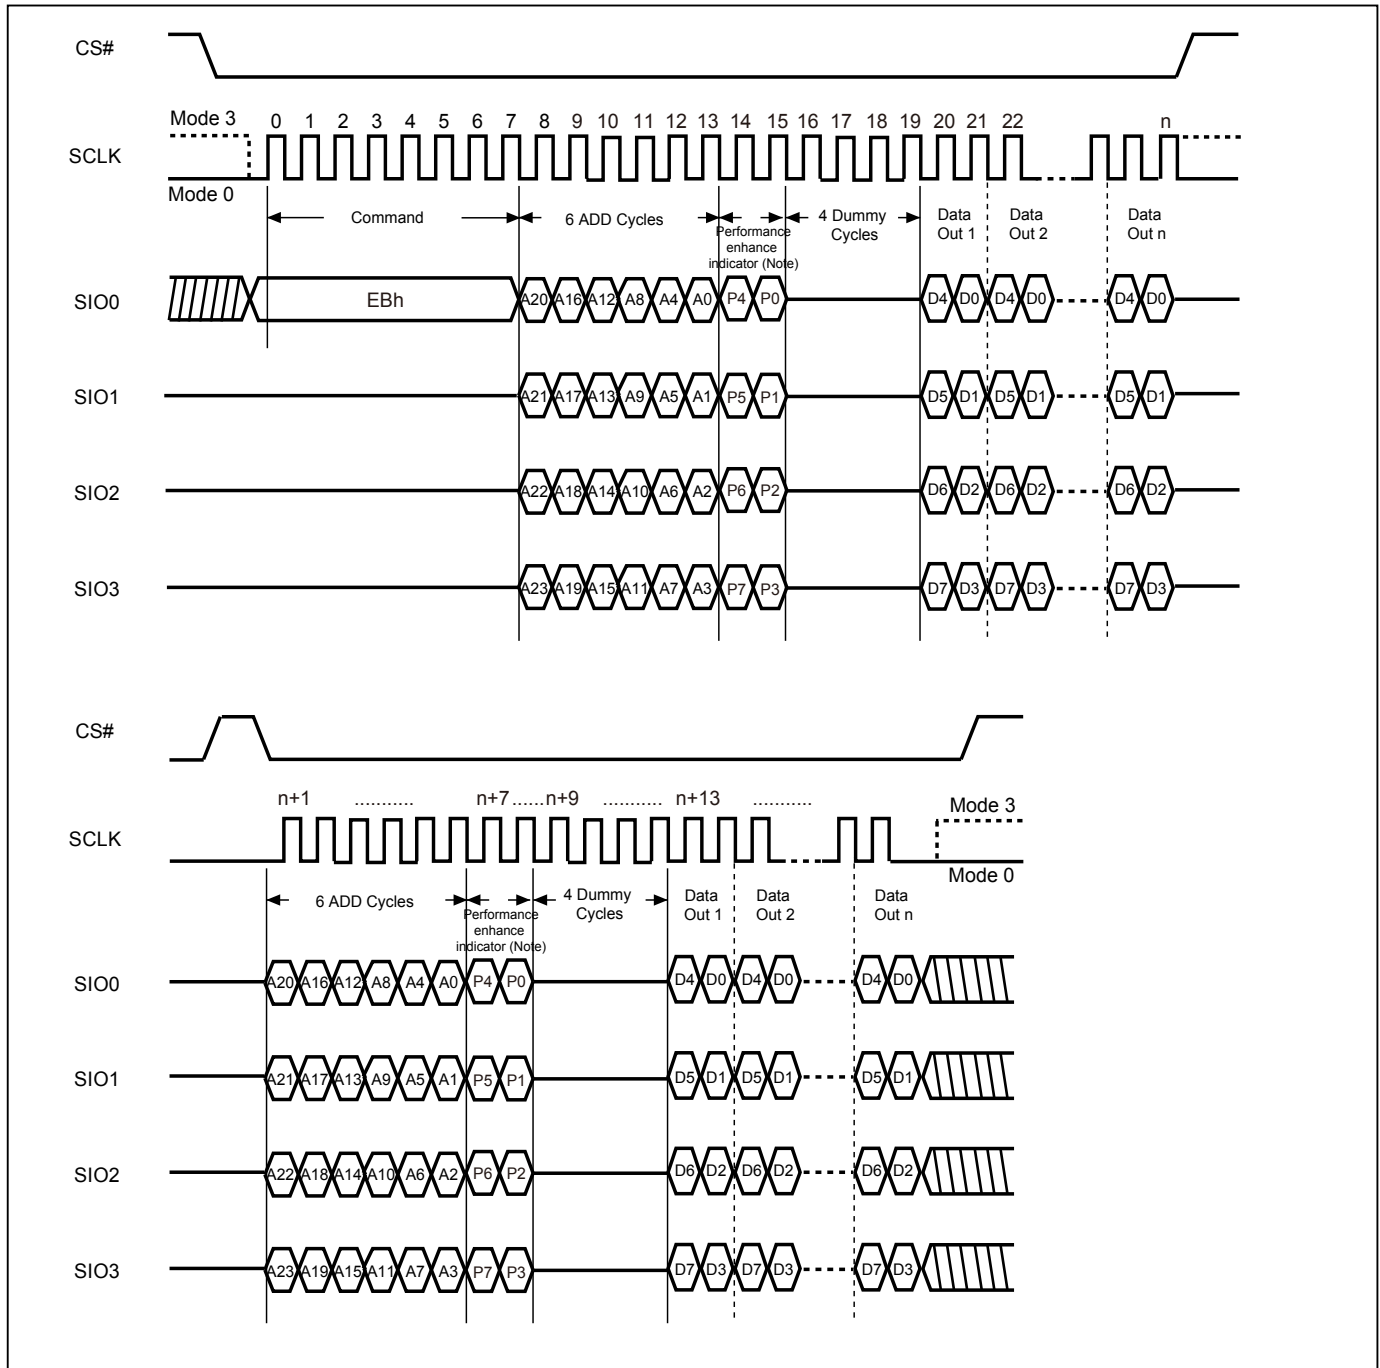 CS#
Mode 3
0 1 2 3 4 5 6 7 8 9 10 11 12 13 14 15 16 17 18 19 20 21 22 n
SCLK
Mode 0
Command
6 ADD Cycles
Performance
enhance
indicator (Note)
4 Dummy
Cycles
Data
Out 1
Data
Out 2
Data
Out n
SIO0
EBh
A20 A16 A12 A8 A4 A0 P4 P0 D4 D0 D4 D0 D4 D0
SIO1
A21 A17 A13 A9 A5 A1 P5 P1 D5 D1 D5 D1 D5 D1
SIO2
A22 A18 A14 A10 A6 A2 P6 P2 D6 D2 D6 D2 D6 D2
SIO3
A23 A19 A15 A11 A7 A3 P7 P3 D7 D3 D7 D3 D7 D3
CS#
n+1 ........... n+7 ...... n+9 ........... n+13 ...........
Mode 3
SCLK
Mode 0
6 ADD Cycles
Performance
enhance
indicator (Note)
4 Dummy
Cycles
Data
Out 1
Data
Out 2
Data
Out n
SIO0
A20 A16 A12 A8 A4 A0 P4 P0 D4 D0 D4 D0 D4 D0
SIO1
A21 A17 A13 A9 A5 A1 P5 P1 D5 D1 D5 D1 D5 D1
SIO2
A22 A18 A14 A10 A6 A2 P6 P2 D6 D2 D6 D2 D6 D2
SIO3
A23 A19 A15 A11 A7 A3 P7 P3 D7 D3 D7 D3 D7 D3